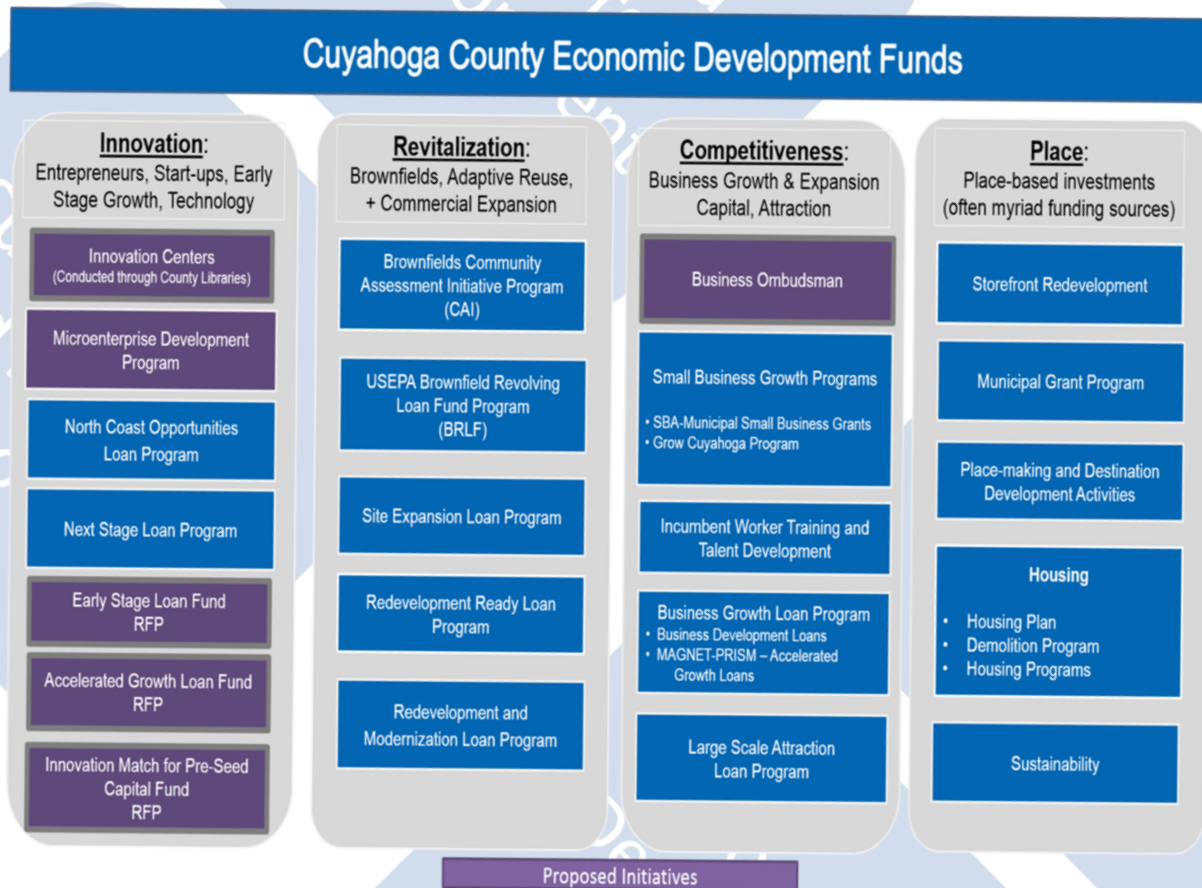 Cuyahoga County Economic Development Funds
Innovation:
Entrepreneurs, Start-ups, Early
Stage Growth, Technology
Innovation Centers
(Conducted through County Libraries)
Microenterprise Development
Program
North Coast Opportunities
Loan Program
Next Stage Loan Program
Early Stage Loan Fund
RFP
Accelerated Growth Loan Fund
RFP
Innovation Match for Pre-Seed
Capital Fund
RFP
Revitalization:
Brownfields, Adaptive Reuse,
+ Commercial Expansion
Brownfields Community
Assessment Initiative Program
(CAI)
USEPA Brownfield Revolving
Loan Fund Program
(BRLF)
Site Expansion Loan Program
Redevelopment Ready Loan
Program
Redevelopment and
Modernization Loan Program
Competitiveness:
Business Growth & Expansion
Capital, Attraction
Business Ombudsman
Small Business Growth Programs
• SBA-Municipal Small Business Grants
• Grow Cuyahoga Program
Incumbent Worker Training and
Talent Development
Business Growth Loan Program
• Business Development Loans
• MAGNET-PRISM – Accelerated
Growth Loans
Large Scale Attraction
Loan Program
Place:
Place-based investments
(often myriad funding sources)
Storefront Redevelopment
Municipal Grant Program
Place-making and Destination
Development Activities
Housing
• Housing Plan
• Demolition Program
• Housing Programs
Sustainability
Proposed Initiatives